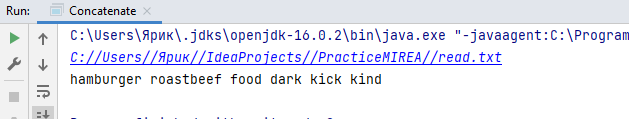 Run: Concatenate
C:\Users\Ярик\.jdks\openjdk-16.0.2\bin\java.exe "-javaagent:C:\Program
C://Users//Ярик//IdeaProjects//PracticeMIREA//read.txt
hamburger roastbeef food dark kick kind